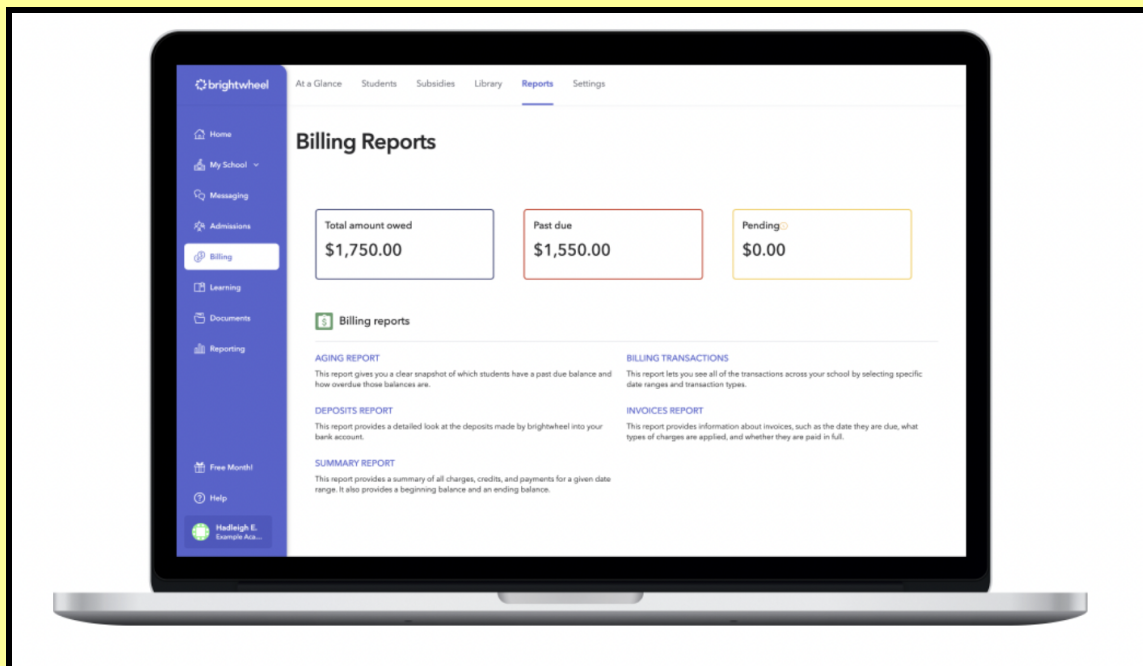 brightwheel
At a Glance Students Subsidies Library Reports Settings
Home
My School
Messaging
Admissions
Billing
Learning
Documents
Reporting
Free Month!
Help
Hadleigh E.
Example Aca...
Billing Reports
Total amount owed
$1,750.00
Past due
$1,550.00
Pending
$0.00
Billing reports
AGING REPORT
This report gives you a clear snapshot of which students have a past due balance and
how overdue those balances are.
BILLING TRANSACTIONS
This report lets you see all of the transactions across your school by selecting specific
date ranges and transaction types.
DEPOSITS REPORT
This report provides a detailed look at the deposits made by brightwheel into your
bank account.
INVOICES REPORT
This report provides information about invoices, such as the date they are due, what
types of charges are applied, and whether they are paid in full.
SUMMARY REPORT
This report provides a summary of all charges, credits, and payments for a given date
range. It also provides a beginning balance and an ending balance.